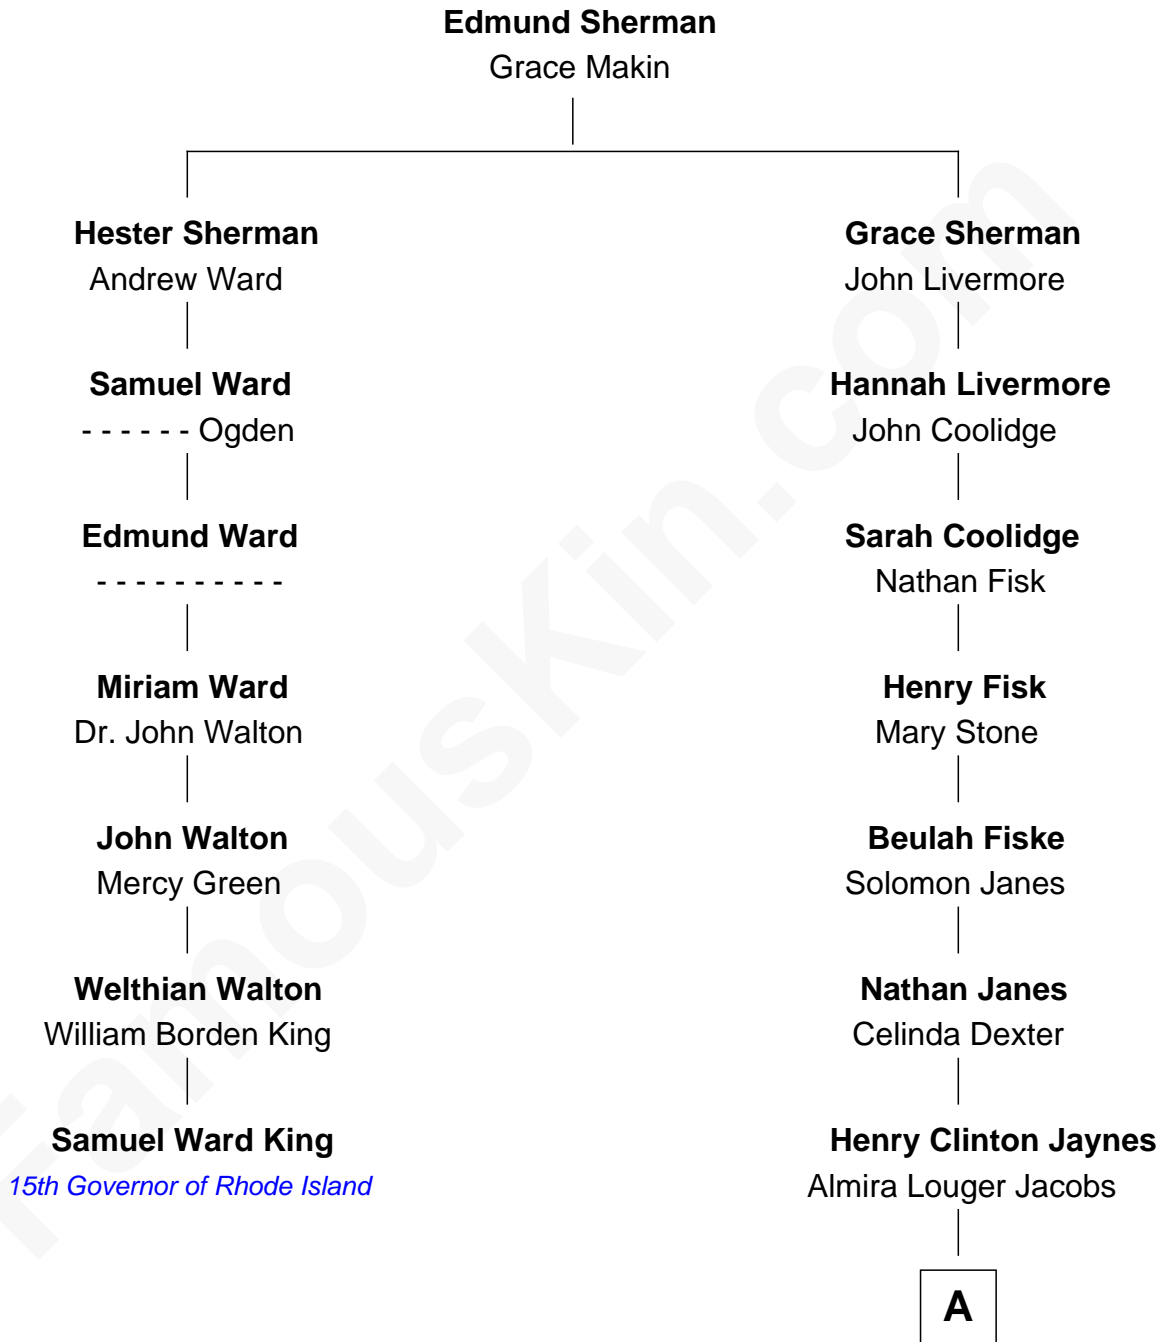 Edmund Sherman
Grace Makin
Hester Sherman
Andrew Ward
Samuel Ward
- - - - - - Ogden
Edmund Ward
- - - - - - - - - -
Miriam Ward
Dr. John Walton
John Walton
Mercy Green
Welthian Walton
William Borden King
Samuel Ward King
15th Governor of Rhode Island
Grace Sherman
John Livermore
Hannah Livermore
John Coolidge
Sarah Coolidge
Nathan Fisk
Henry Fisk
Mary Stone
Beulah Fiske
Solomon Janes
Nathan Janes
Celinda Dexter
Henry Clinton Jaynes
Almira Louger Jacobs
A
FamousKin.com